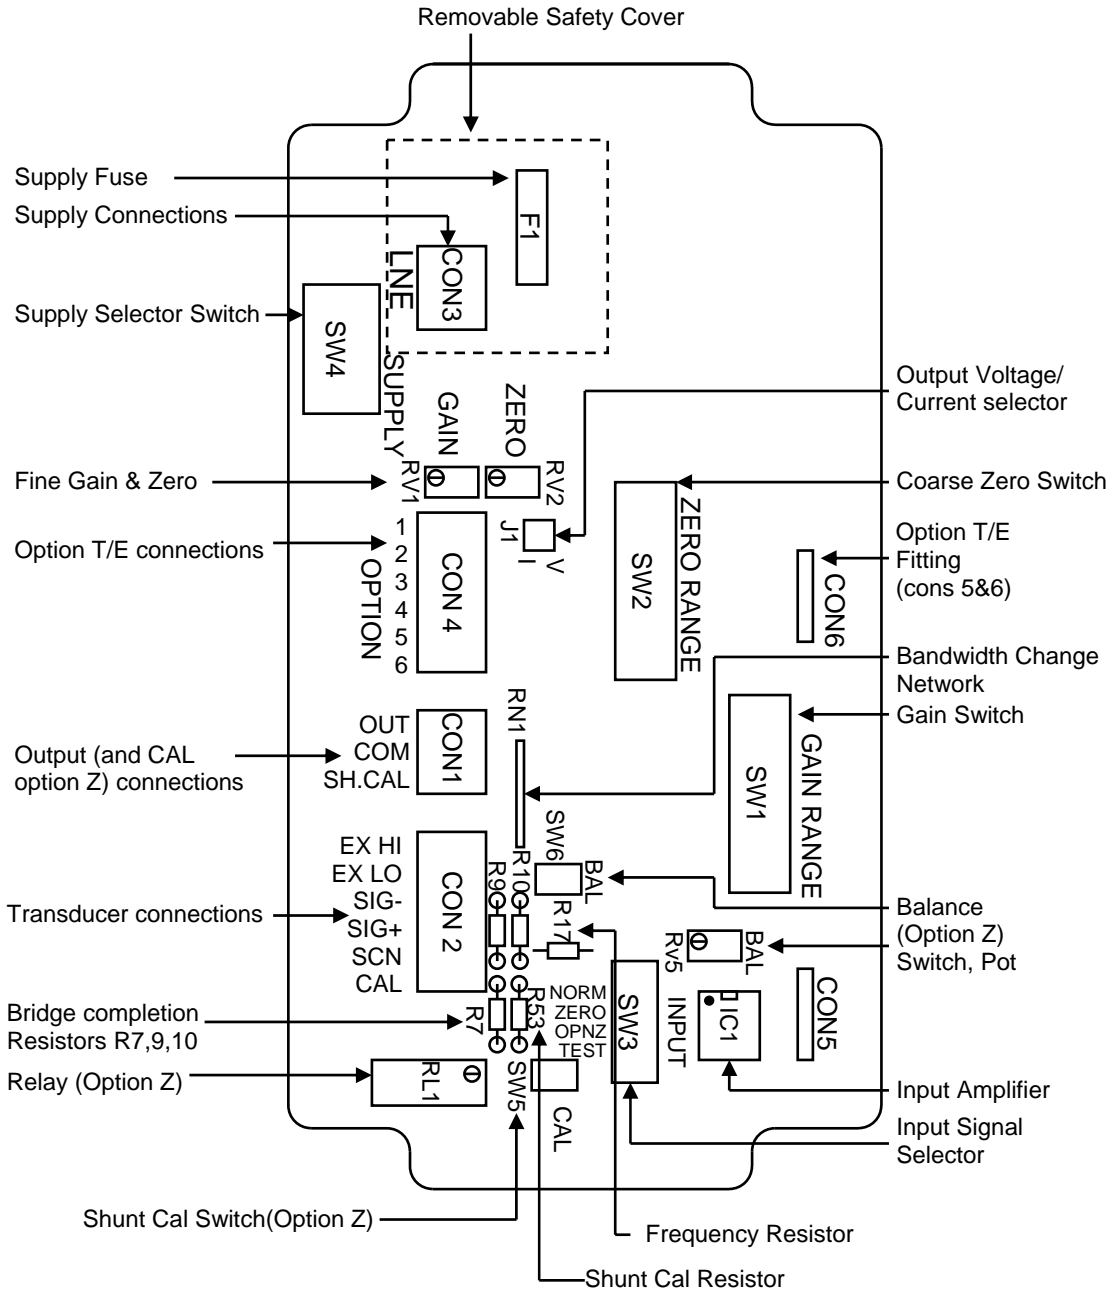 Removable Safety Cover
Supply Fuse
F1
Supply Connections
CON3
LNE
Supply Selector Switch
SW4
SUPPLY
GAIN
ZERO
Output Voltage/
Current selector
Fine Gain & Zero
RV1
RV2
Coarse Zero Switch
ZERO RANGE
SW2
Option T/E connections
1
2
3
4
5
6
OPTION
CON 4
J1
I
V
Option T/E
Fitting
(cons 5&6)
CON6
Bandwidth Change
Network
RN1
Gain Switch
GAIN RANGE
SW1
Output (and CAL
option Z) connections
OUT
COM
SH.CAL
CON1
EX HI
EX LO
SIG-
SIG+
SCN
CAL
CON 2
Transducer connections
R9
R10
SW6
BAL
R17
Balance
(Option Z)
Switch, Pot
Rv5
BAL
Bridge completion
Resistors R7,9,10
R7
R53
NORM
ZERO
OPNZ
TEST
SW3
INPUT
IC1
CON5
Relay (Option Z)
RL1
SW5
CAL
Input Amplifier
Input Signal
Selector
Shunt Cal Switch(Option Z)
Frequency Resistor
Shunt Cal Resistor